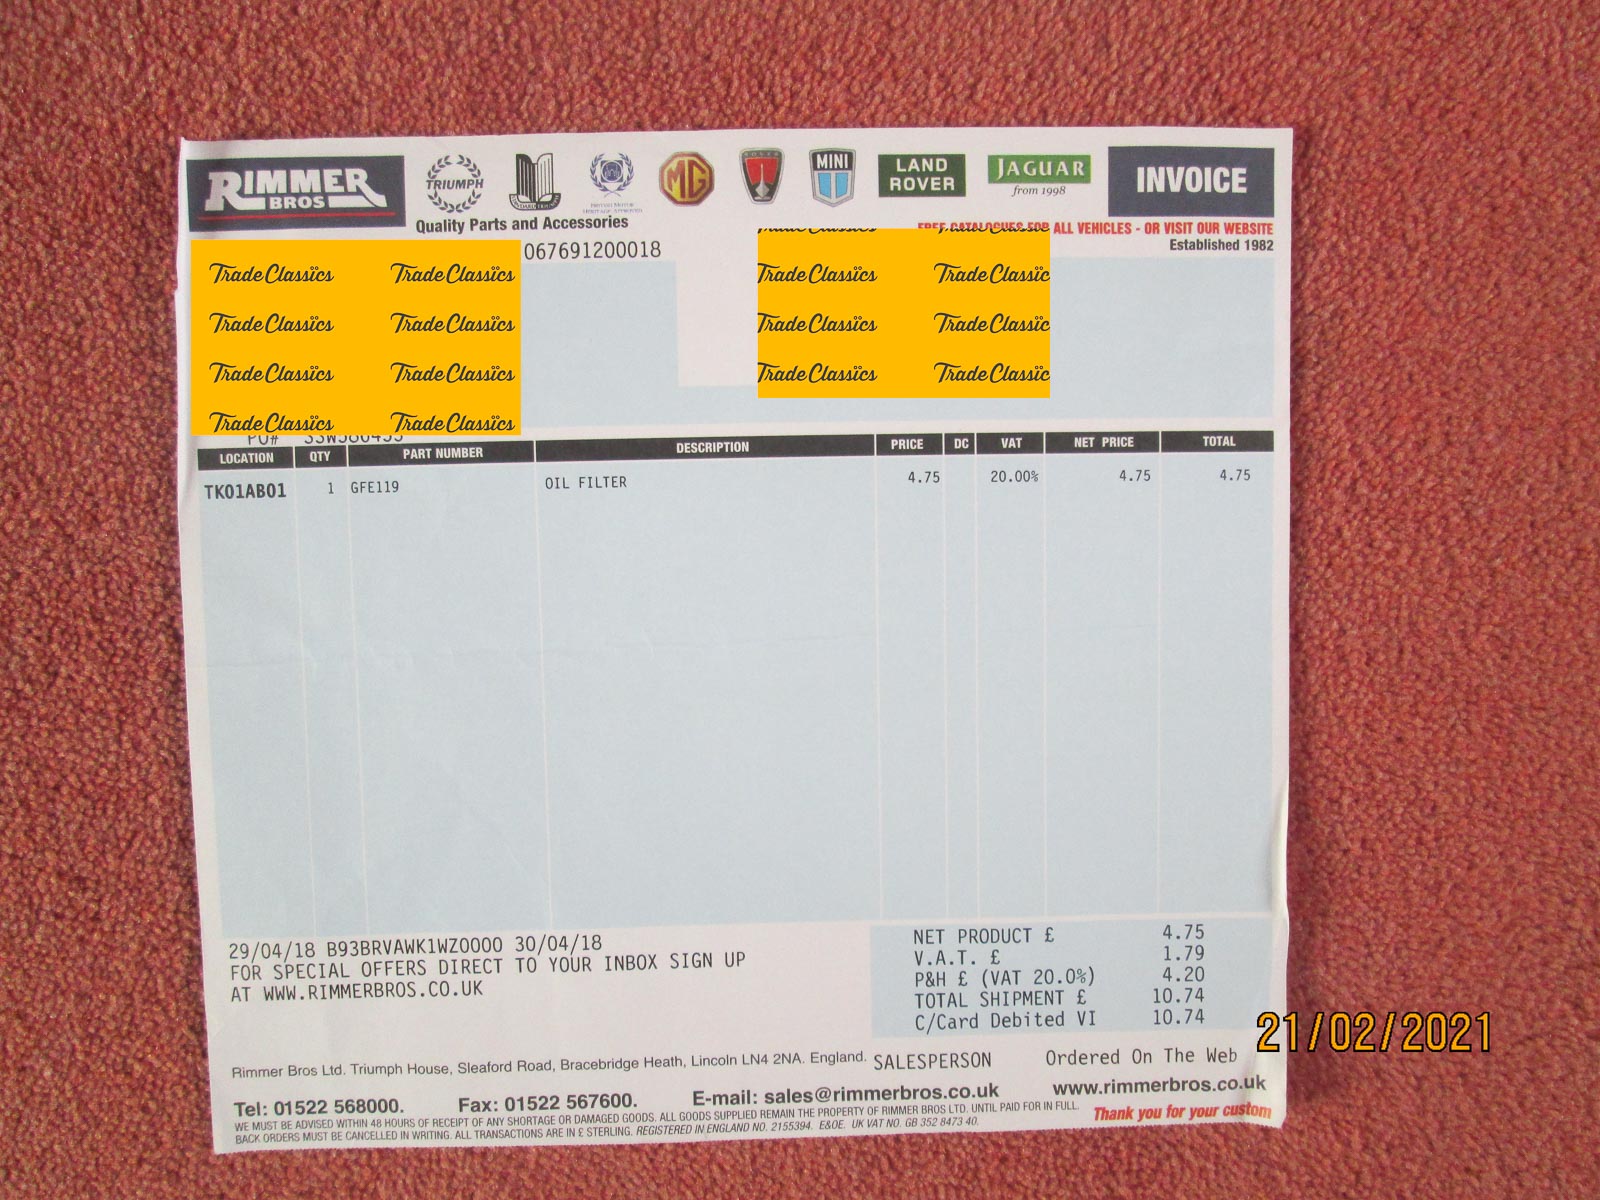 RIMMER BROS
TRIUMPH
MG
ROVER
MINI
LAND ROVER
JAGUAR
from 1998
INVOICE
Quality Parts and Accessories
FREE CATALOGUES FOR ALL VEHICLES - OR VISIT OUR WEBSITE
Established 1982
067691200018
Trade Classics Trade Classics
Trade Classics Trade Classics
Trade Classics Trade Classics
Trade Classics Trade Classics
Trade Classics Trade Classic
Trade Classics Trade Classic
Trade Classics Trade Classic
PO#
LOCATION QTY PART NUMBER DESCRIPTION PRICE DC VAT NET PRICE TOTAL
TK01AB01 1 GFE119 OIL FILTER 4.75 20.00% 4.75 4.75
29/04/18 B93BRVAWK1WZ0000 30/04/18
FOR SPECIAL OFFERS DIRECT TO YOUR INBOX SIGN UP
AT WWW.RIMMERBROS.CO.UK
NET PRODUCT £ 4.75
V.A.T. £ 1.79
P&H £ (VAT 20.0%) 4.20
TOTAL SHIPMENT £ 10.74
C/Card Debited VI 10.74
21/02/2021
Rimmer Bros Ltd. Triumph House, Sleaford Road, Bracebridge Heath, Lincoln LN4 2NA. England.
SALESPERSON Ordered On The Web
Tel: 01522 568000. Fax: 01522 567600. E-mail: sales@rimmerbros.co.uk www.rimmerbros.co.uk
WE MUST BE ADVISED WITHIN 48 HOURS OF RECEIPT OF ANY SHORTAGE OR DAMAGED GOODS. ALL GOODS SUPPLIED REMAIN THE PROPERTY OF RIMMER BROS LTD. UNTIL PAID FOR IN FULL.
BACK ORDERS MUST BE CANCELLED IN WRITING. ALL TRANSACTIONS ARE IN £ STERLING. REGISTERED IN ENGLAND NO. 2155394. E&OE. UK VAT NO. GB 352 8473 40.
Thank you for your custom